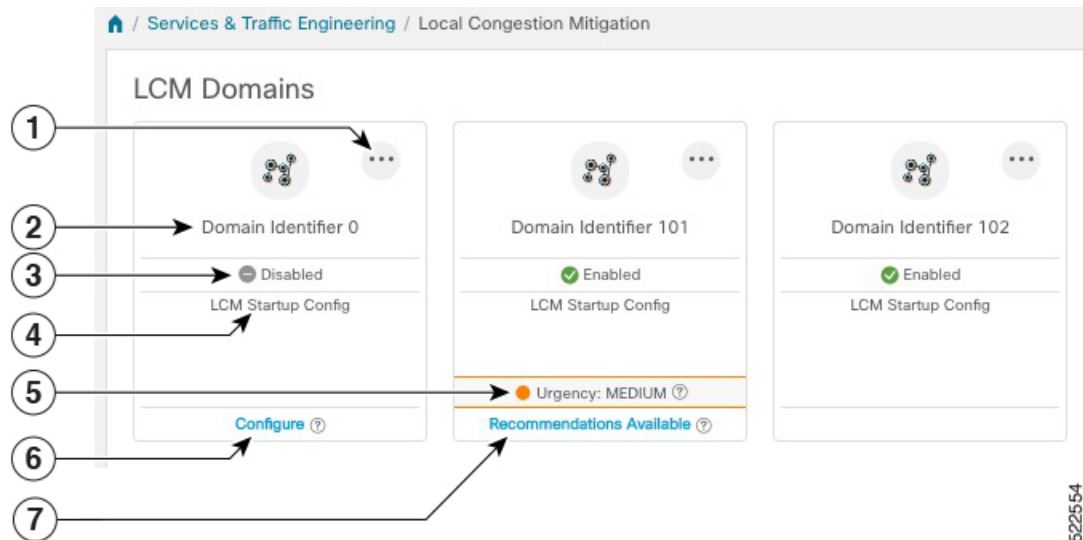 / Services & Traffic Engineering / Local Congestion Mitigation
LCM Domains
1
2
3
4
5
6
7
Domain Identifier 0
Disabled
LCM Startup Config
Configure ?
Domain Identifier 101
Enabled
LCM Startup Config
Urgency: MEDIUM ?
Recommendations Available ?
Domain Identifier 102
Enabled
LCM Startup Config
522554